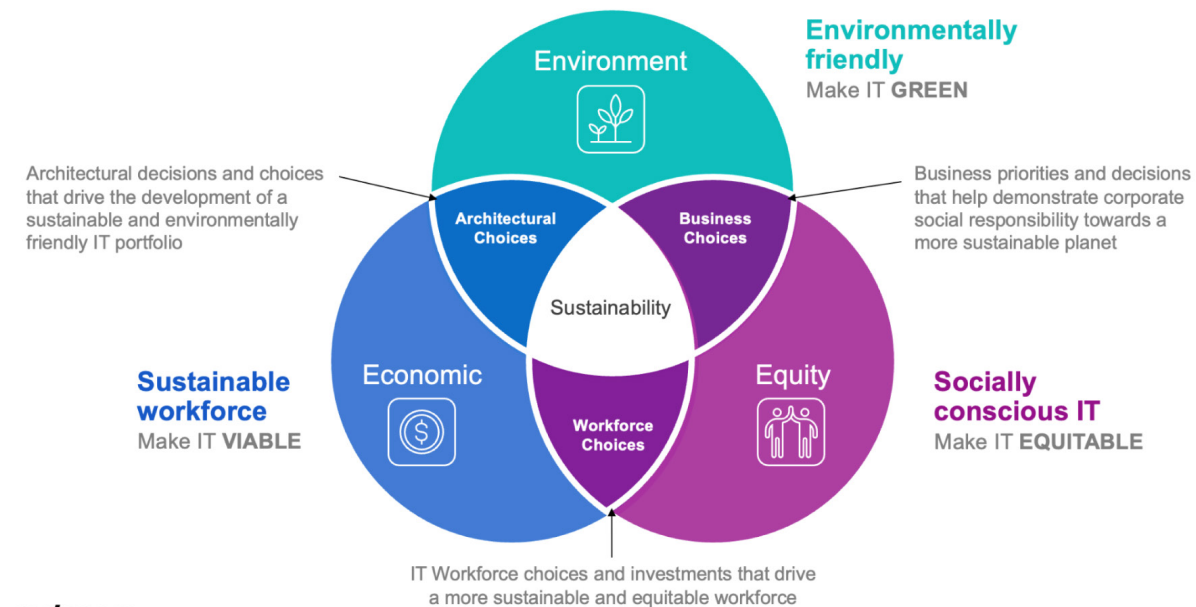 Environment
Environmentally
friendly
Make IT GREEN
Architectural decisions and choices
that drive the development of a
sustainable and environmentally
friendly IT portfolio
Architectural
Choices
Business
Choices
Business priorities and decisions
that help demonstrate corporate
social responsibility towards a
more sustainable planet
Sustainability
Sustainable
workforce
Make IT VIABLE
Economic
$
Workforce
Choices
Equity
Socially
conscious IT
Make IT EQUITABLE
IT Workforce choices and investments that drive
a more sustainable and equitable workforce